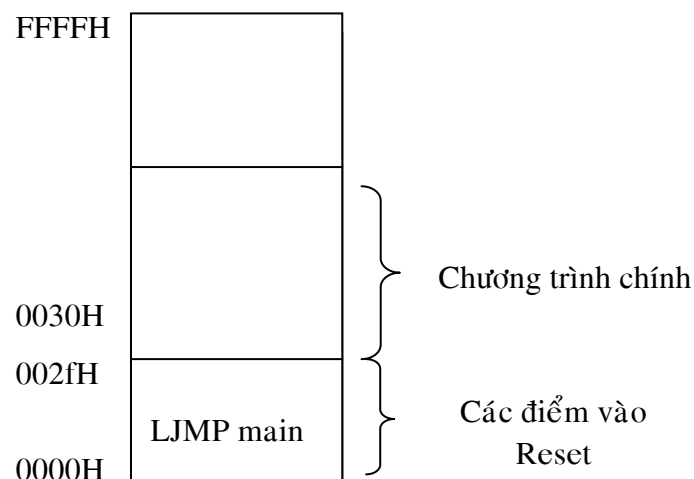 FFFFH
Chương trình chính
0030H
002fH
LJMP main
Các điểm vào
Reset
0000H